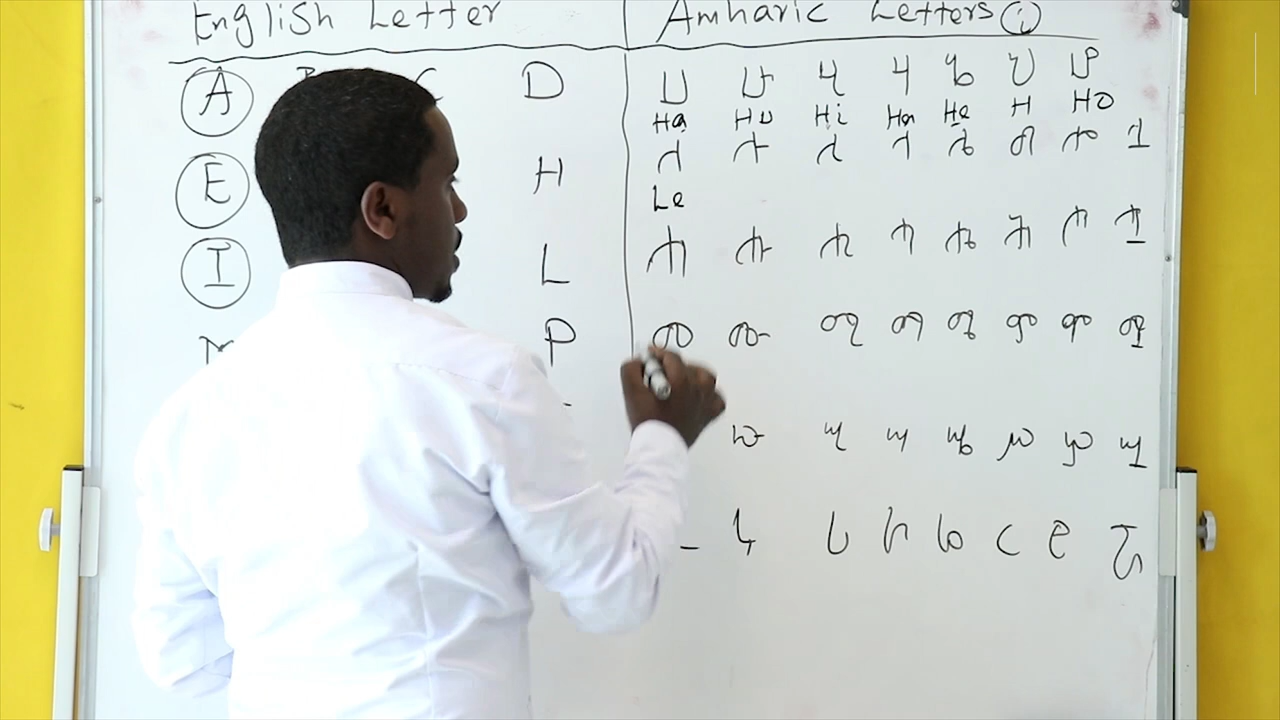 English Letter Amharic Letters i
A C D ሀ ሁ ሂ ሃ ሄ ህ ሆ
Ha Hu Hi Ha He H Ho
E H ለ ሉ ሊ ላ ሌ ል ሎ ሏ
Le
I L ሐ ሑ ሒ ሓ ሔ ሕ ሖ ሗ
P መ ሙ ሚ ማ ሜ ም ሞ ሟ
ሡ ሢ ሣ ሤ ሥ ሦ ሧ
ሩ ሪ ራ ሬ ር ሮ ሯ